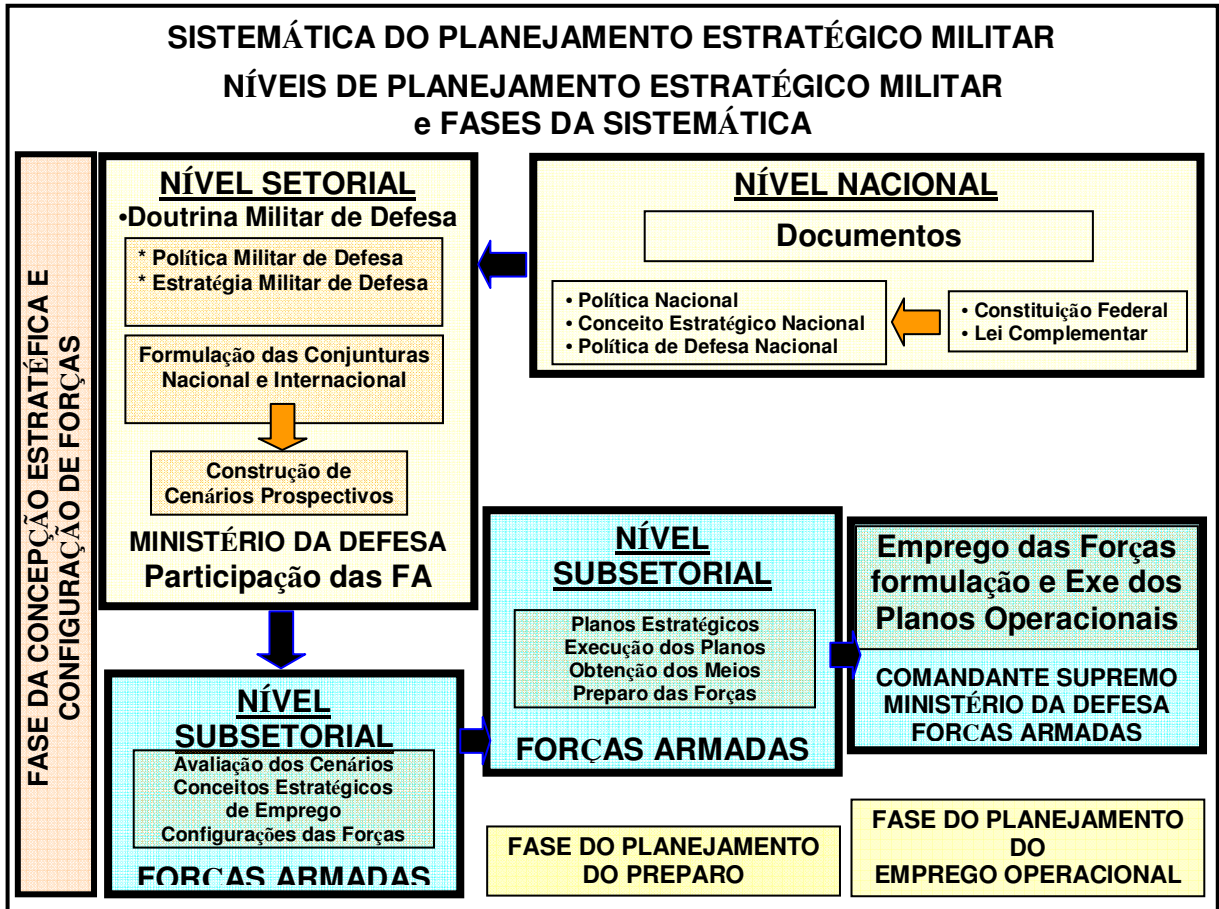 SISTEMÁTICA DO PLANEJAMENTO ESTRATÉGICO MILITAR
NÍVEIS DE PLANEJAMENTO ESTRATÉGICO MILITAR
e FASES DA SISTEMÁTICA
FASE DA CONCEPÇÃO ESTRATÉFICA E
CONFIGURAÇÃO DE FORÇAS
NÍVEL SETORIAL
•Doutrina Militar de Defesa
* Política Militar de Defesa
* Estratégia Militar de Defesa
Formulação das Conjunturas
Nacional e Internacional
Construção de
Cenários Prospectivos
MINISTÉRIO DA DEFESA
Participação das FA
NÍVEL NACIONAL
Documentos
• Política Nacional
• Conceito Estratégico Nacional
• Política de Defesa Nacional
• Constituição Federal
• Lei Complementar
NÍVEL
SUBSETORIAL
Avaliação dos Cenários
Conceitos Estratégicos
de Emprego
Configurações das Forças
FORÇAS ARMADAS
NÍVEL
SUBSETORIAL
Planos Estratégicos
Execução dos Planos
Obtenção dos Meios
Preparo das Forças
FORÇAS ARMADAS
Emprego das Forças
formulação e Exe dos
Planos Operacionais
COMANDANTE SUPREMO
MINISTÉRIO DA DEFESA
FORÇAS ARMADAS
FASE DO PLANEJAMENTO
DO PREPARO
FASE DO PLANEJAMENTO
DO
EMPREGO OPERACIONAL